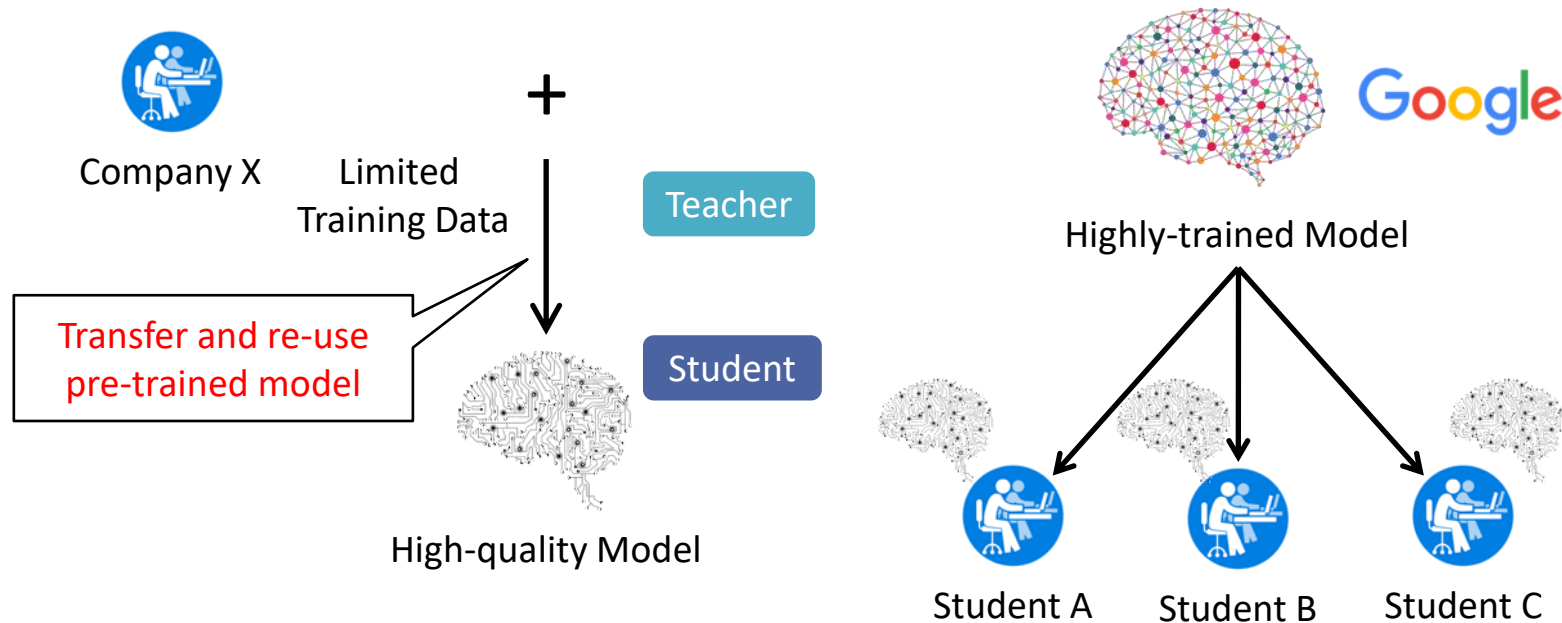 Company X
Limited
Training Data
+
Teacher
Transfer and re-use
pre-trained model
Student
High-quality Model
Google
Highly-trained Model
Student A
Student B
Student C